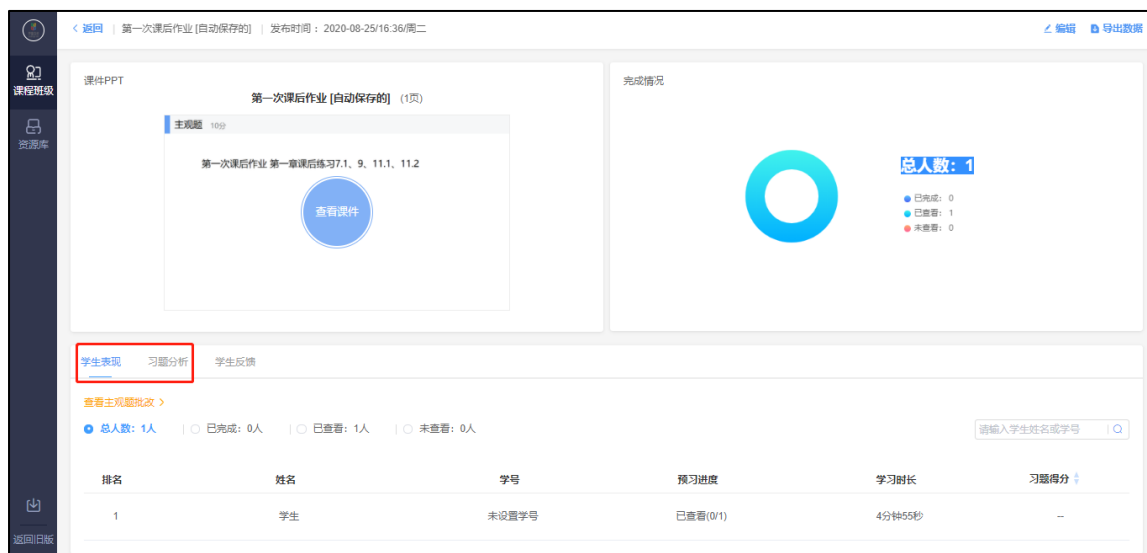 < 返回 | 第一次课后作业 [自动保存的] | 发布时间：2020-08-25/16:36/周二
编辑 导出数据
课程班级
资源库
返回旧版
课件PPT
第一次课后作业 [自动保存的] (1页)
主观题 10分
第一次课后作业 第一章课后练习7.1、9、11.1、11.2
查看课件
完成情况
总人数：1
已完成：0
已查看：1
未查看：0
学生表现 习题分析 学生反馈
查看主观题批改 >
总人数：1人 | 已完成：0人 | 已查看：1人 | 未查看：0人
请输入学生姓名或学号
排名 姓名 学号 预习进度 学习时长 习题得分
1 学生 未设置学号 已查看(0/1) 4分钟55秒 --